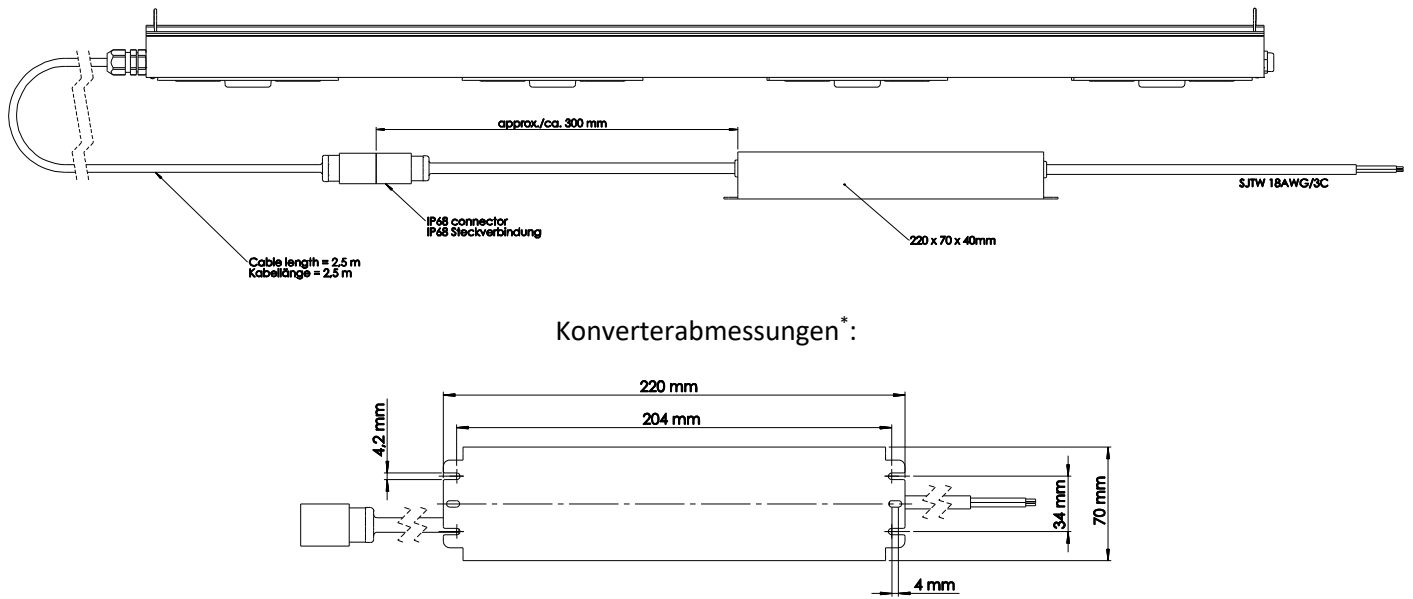 approx./ca. 300 mm
SJTW 18AWG/3C
IP68 connector
IP68 Steckverbindung
220 x 70 x 40mm
Cable length = 2,5 m
Kabellänge = 2,5 m
Konverterabmessungen*:
220 mm
204 mm
4,2 mm
34 mm
70 mm
4 mm